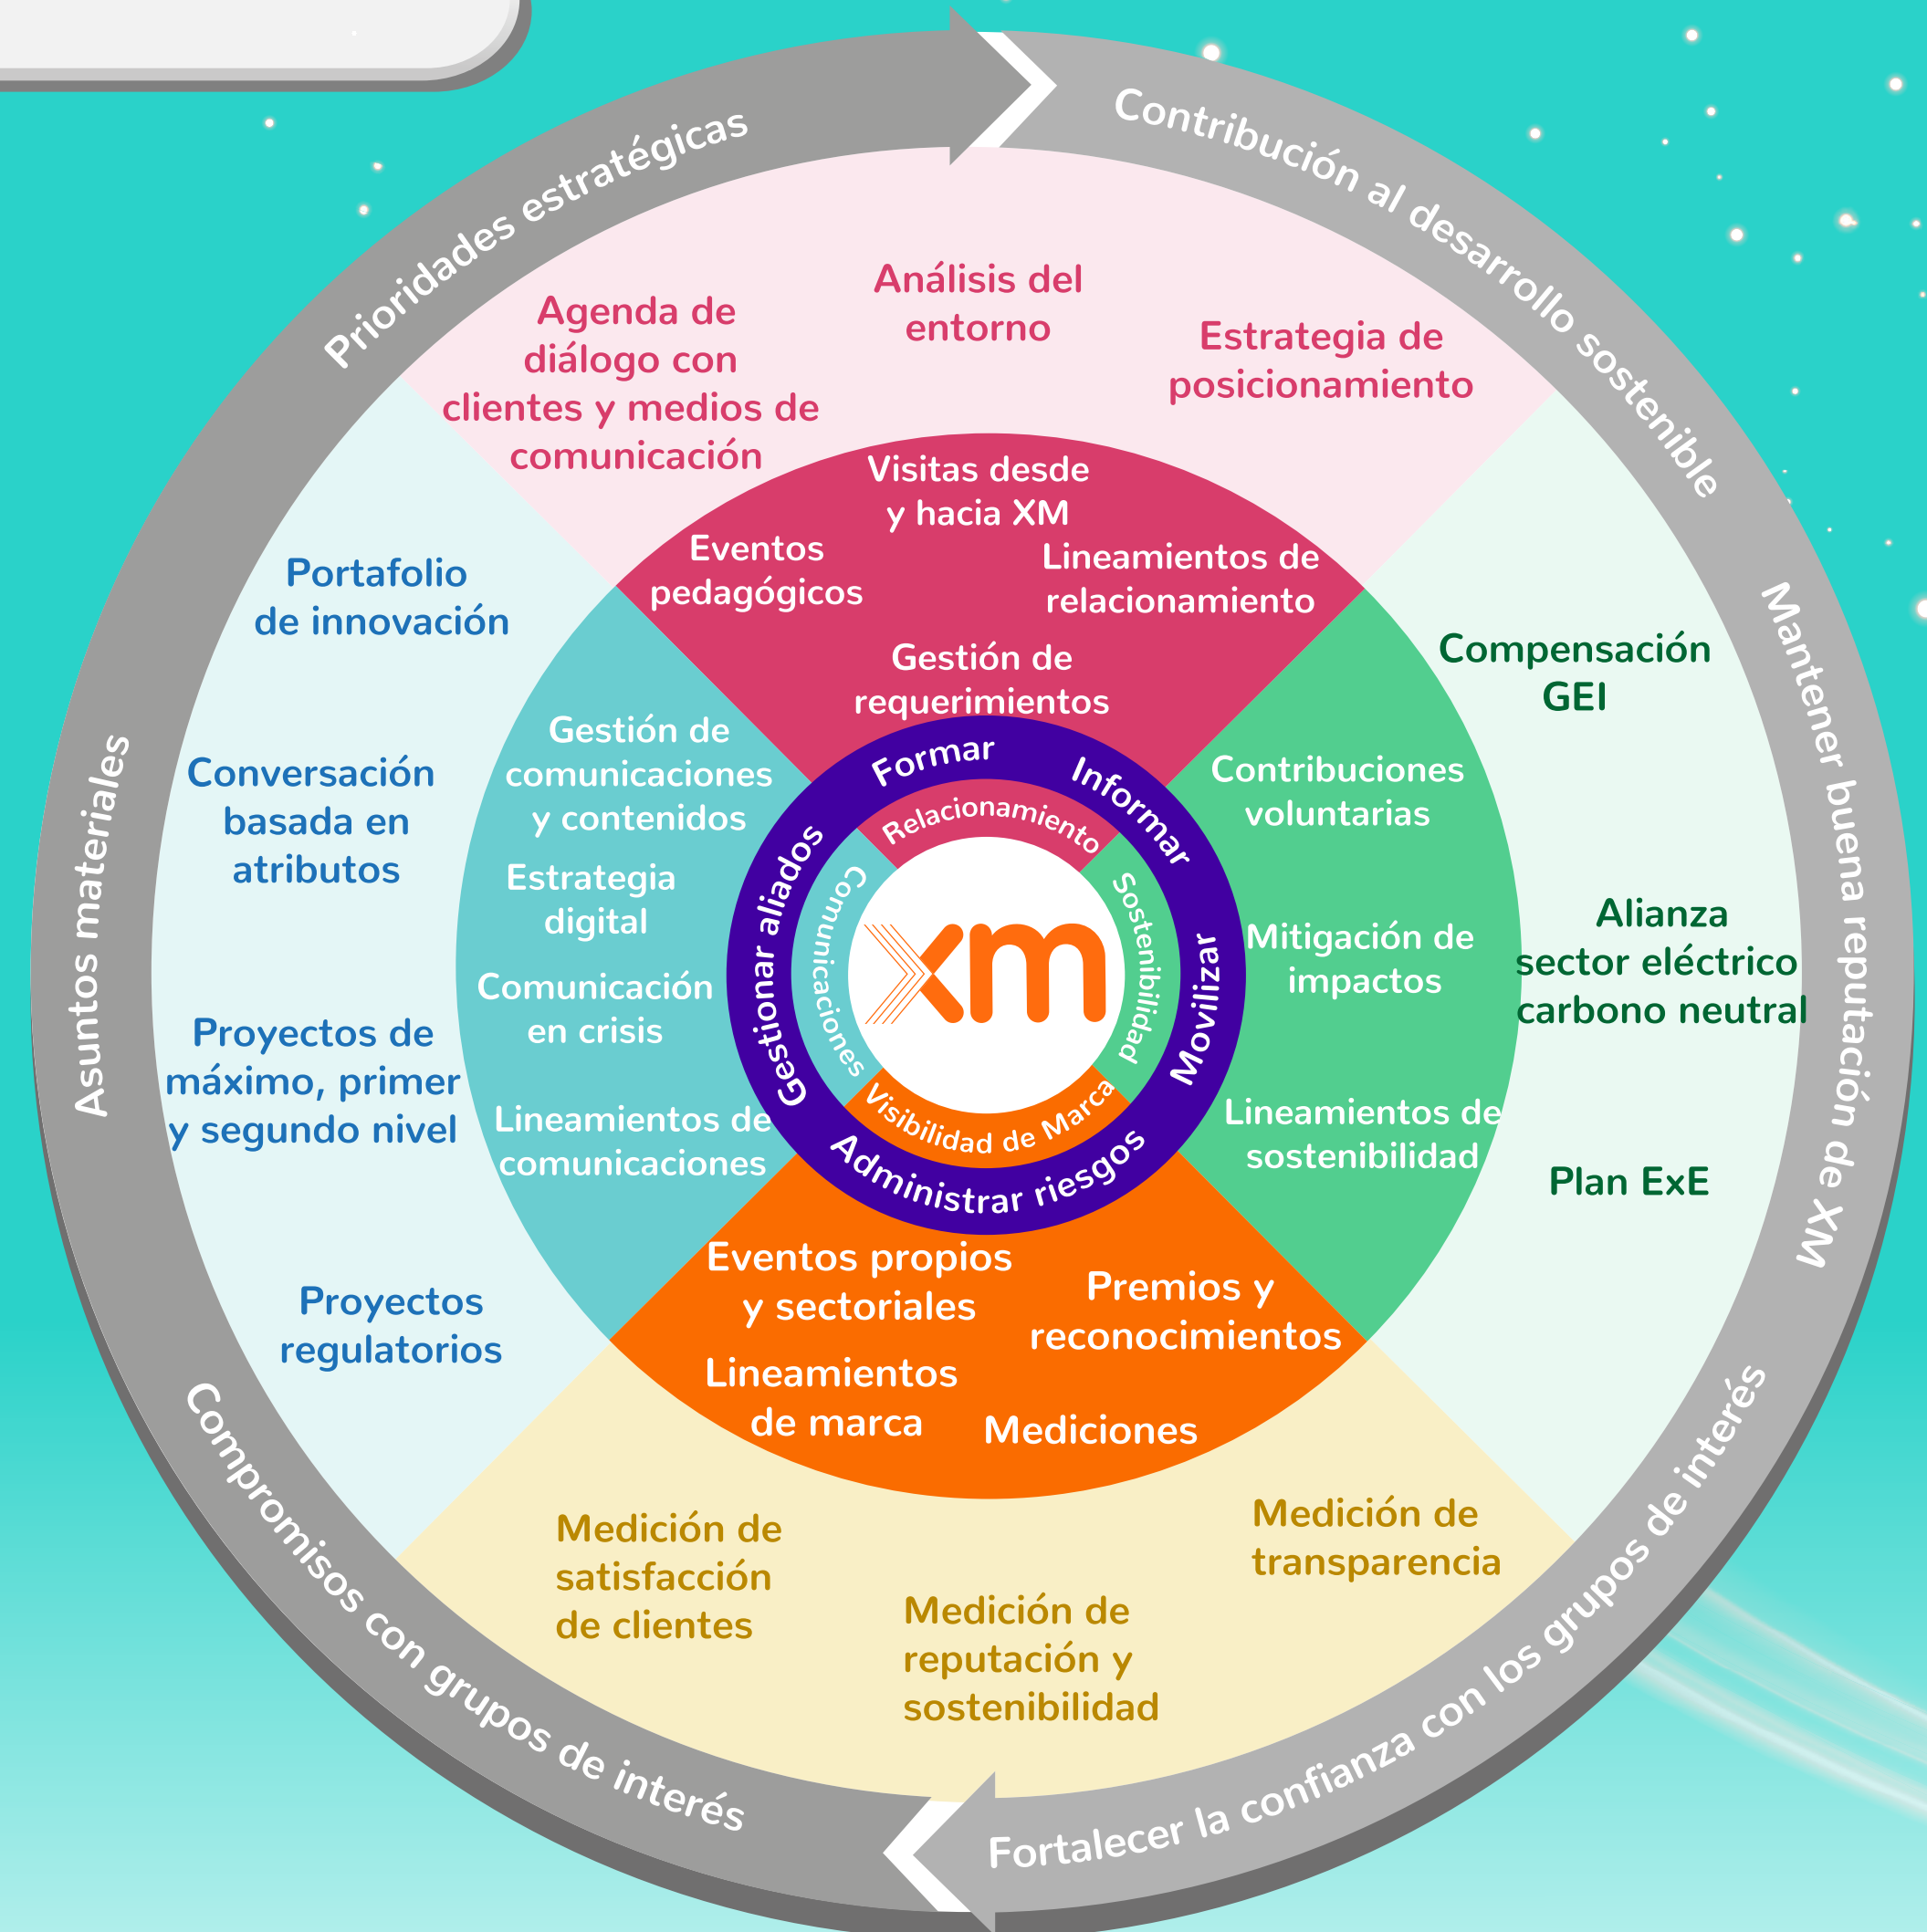 Prioridades estratégicas
Contribución al desarrollo sostenible
Mantener buena reputación de XM
Fortalecer la confianza con los grupos de interés
Compromisos con grupos de interés
Asuntos materiales
Agenda de
diálogo con
clientes y medios de
comunicación
Análisis del
entorno
Estrategia de
posicionamiento
Visitas desde
y hacia XM
Eventos
pedagógicos
Lineamientos de
relacionamiento
Gestión de
requerimientos
Portafolio
de innovación
Conversación
basada en
atributos
Proyectos de
máximo, primer
y segundo nivel
Proyectos
regulatorios
Gestión de
comunicaciones
y contenidos
Estrategia
digital
Comunicación
en crisis
Lineamientos de
comunicaciones
Formar
Informar
Movilizar
Administrar riesgos
Gestionar aliados
Relacionamiento
Sostenibilidad
Visibilidad de Marca
Comunicaciones
xm
Contribuciones
voluntarias
Mitigación de
impactos
Lineamientos de
sostenibilidad
Compensación
GEI
Alianza
sector eléctrico
carbono neutral
Plan ExE
Eventos propios
y sectoriales
Premios y
reconocimientos
Lineamientos
de marca
Mediciones
Medición de
satisfacción
de clientes
Medición de
reputación y
sostenibilidad
Medición de
transparencia